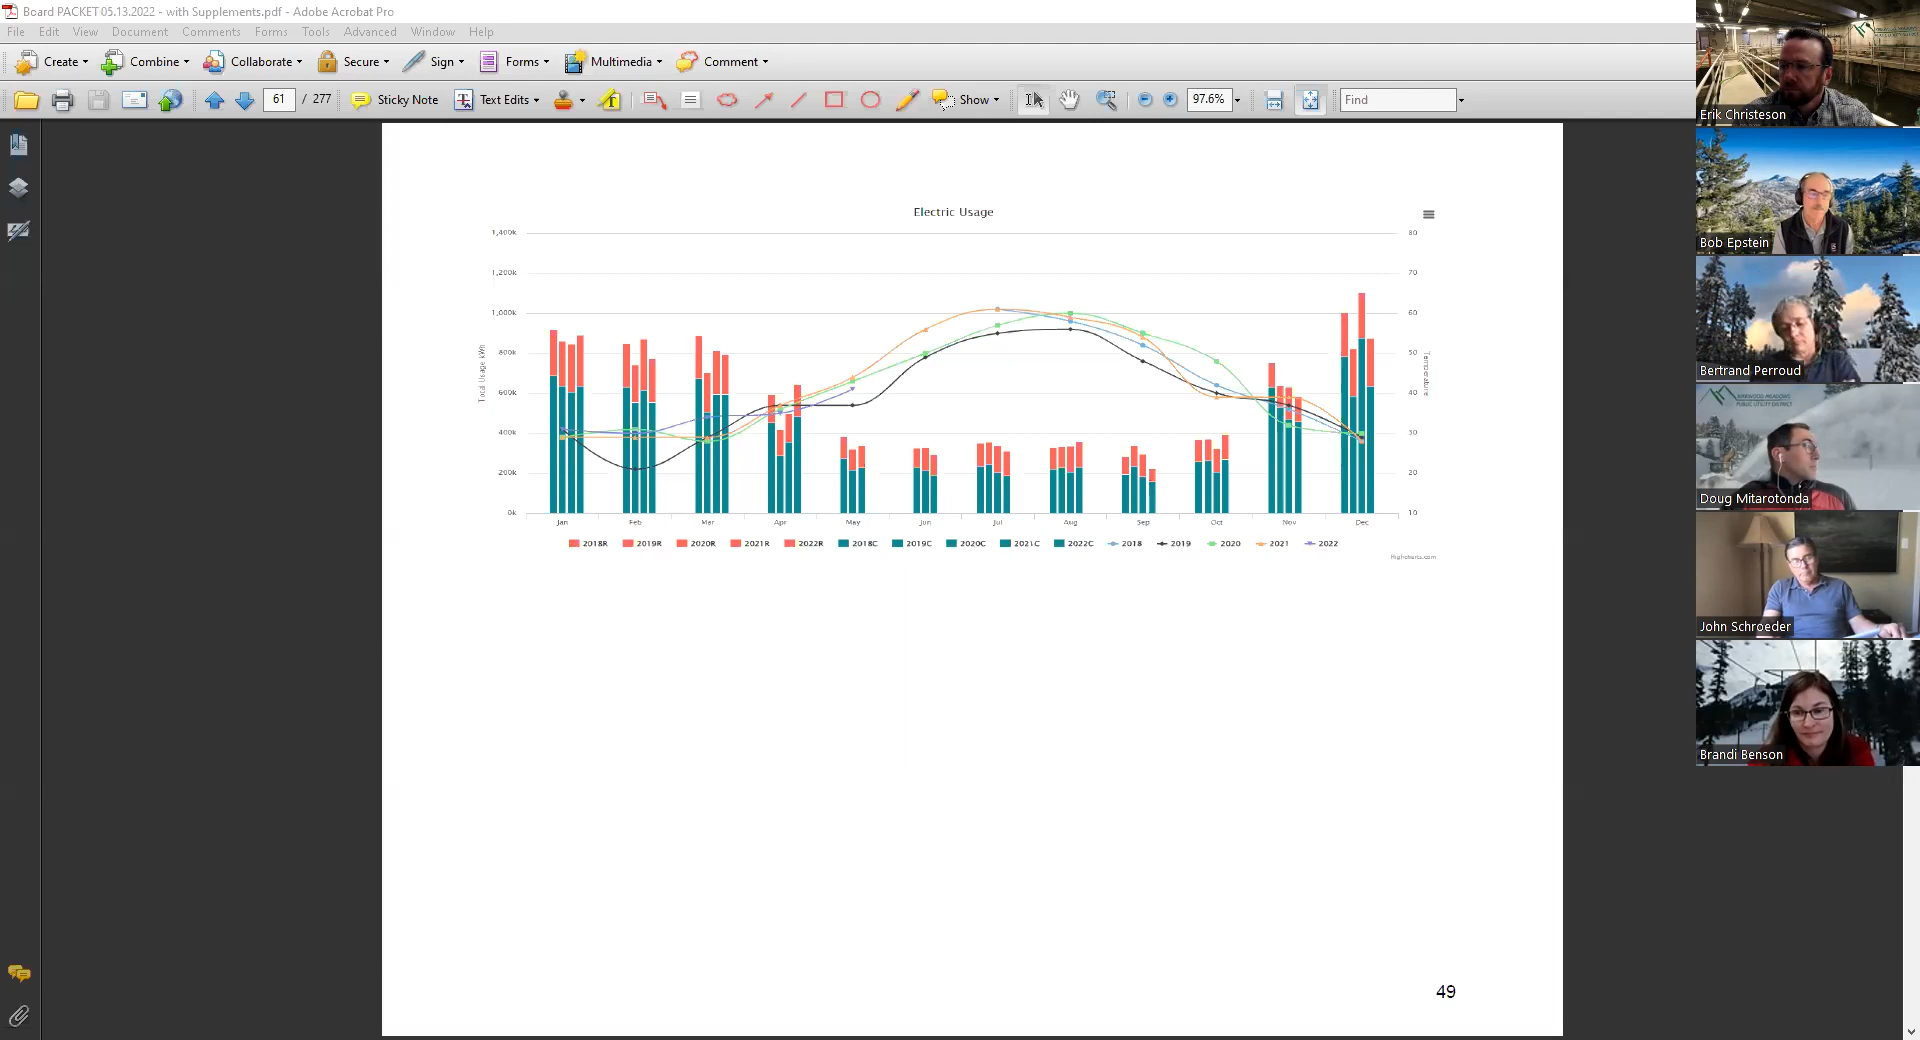 Board PACKET 05.13.2022 - with Supplements.pdf - Adobe Acrobat Pro
File Edit View Document Comments Forms Tools Advanced Window Help
Create Combine Collaborate Secure Sign Forms Multimedia Comment
61 / 277 Sticky Note Text Edits Show 97.6% Find
Electric Usage
1,400k
1,200k
1,000k
800k
600k
400k
200k
0k
Total Usage kWh
80
70
60
50
40
30
20
10
Temperature
Jan Feb Mar Apr May Jun Jul Aug Sep Oct Nov Dec
2018R 2019R 2020R 2021R 2022R 2018C 2019C 2020C 2021C 2022C 2018 2019 2020 2021 2022
Highcharts.com
49
Erik Christeson
Bob Epstein
Bertrand Perroud
PUBLIC UTILITY DISTRICT
Doug Mitarotonda
John Schroeder
Brandi Benson